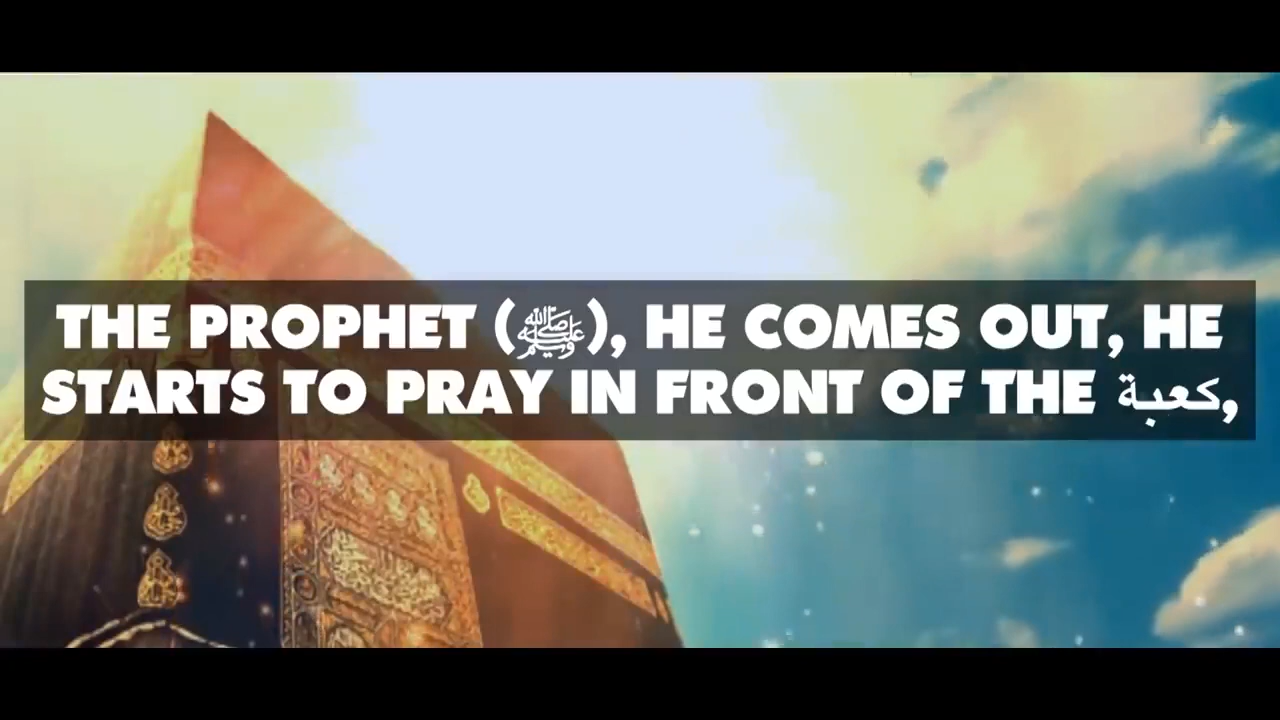 THE PROPHET (ﷺ), HE COMES OUT, HE
STARTS TO PRAY IN FRONT OF THE كعبة,